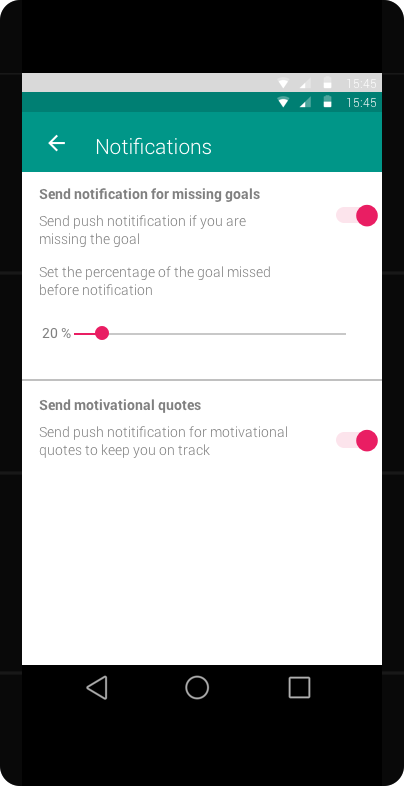 15:45
15:45
Notifications
Send notification for missing goals
Send push notitification if you are
missing the goal
Set the percentage of the goal missed
before notification
20 %
Send motivational quotes
Send push notitification for motivational
quotes to keep you on track